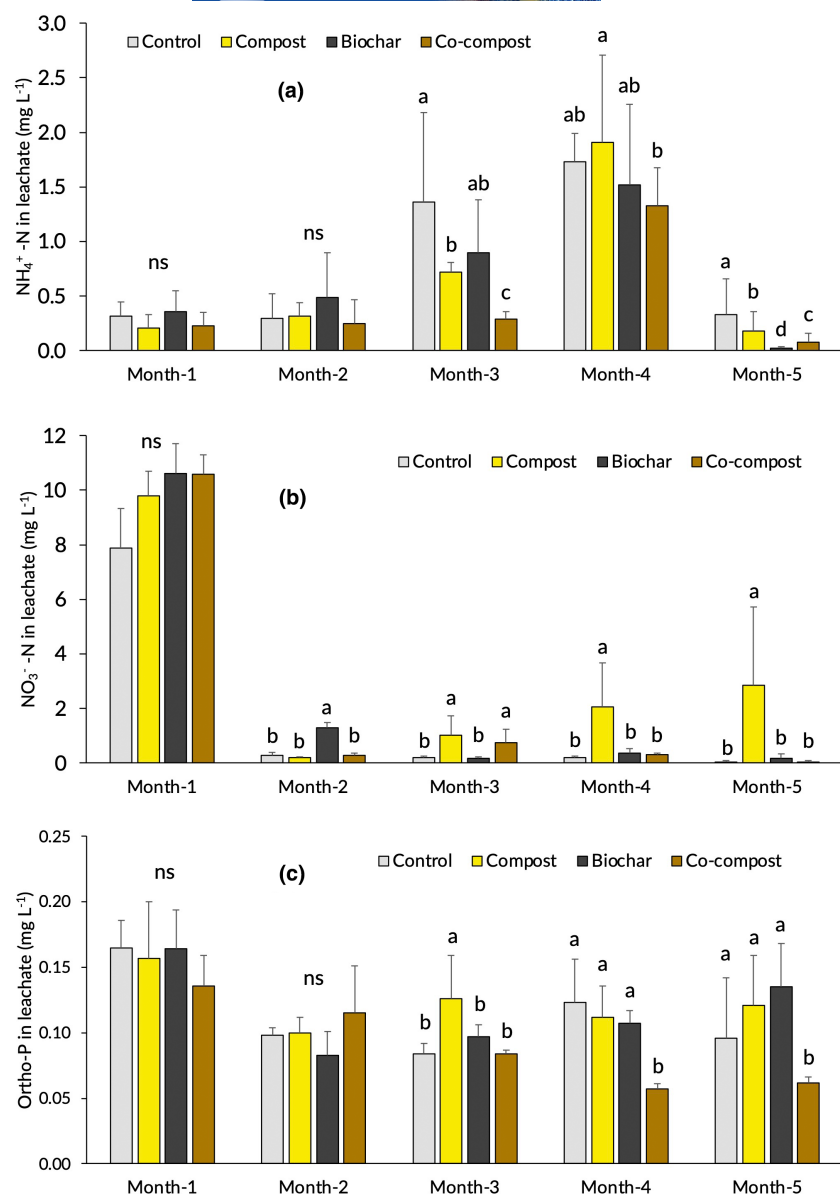 3.0
Control Compost Biochar Co-compost
(a)
NH₄⁺ -N in leachate (mg L⁻¹)
2.5
2.0
1.5
1.0
0.5
0.0
ns
ns
a b ab c
ab a ab b
a b d c
Month-1 Month-2 Month-3 Month-4 Month-5
12
ns
Control Compost Biochar Co-compost
(b)
NO₃⁻ -N in leachate (mg L⁻¹)
10
8
6
4
2
0
b b a b
b a b a
b a b b
b a b b
Month-1 Month-2 Month-3 Month-4 Month-5
0.25
Control Compost Biochar Co-compost
ns
(c)
Ortho-P in leachate (mg L⁻¹)
0.20
0.15
0.10
0.05
0.00
ns
b a b b
a a a b
a a a b
Month-1 Month-2 Month-3 Month-4 Month-5